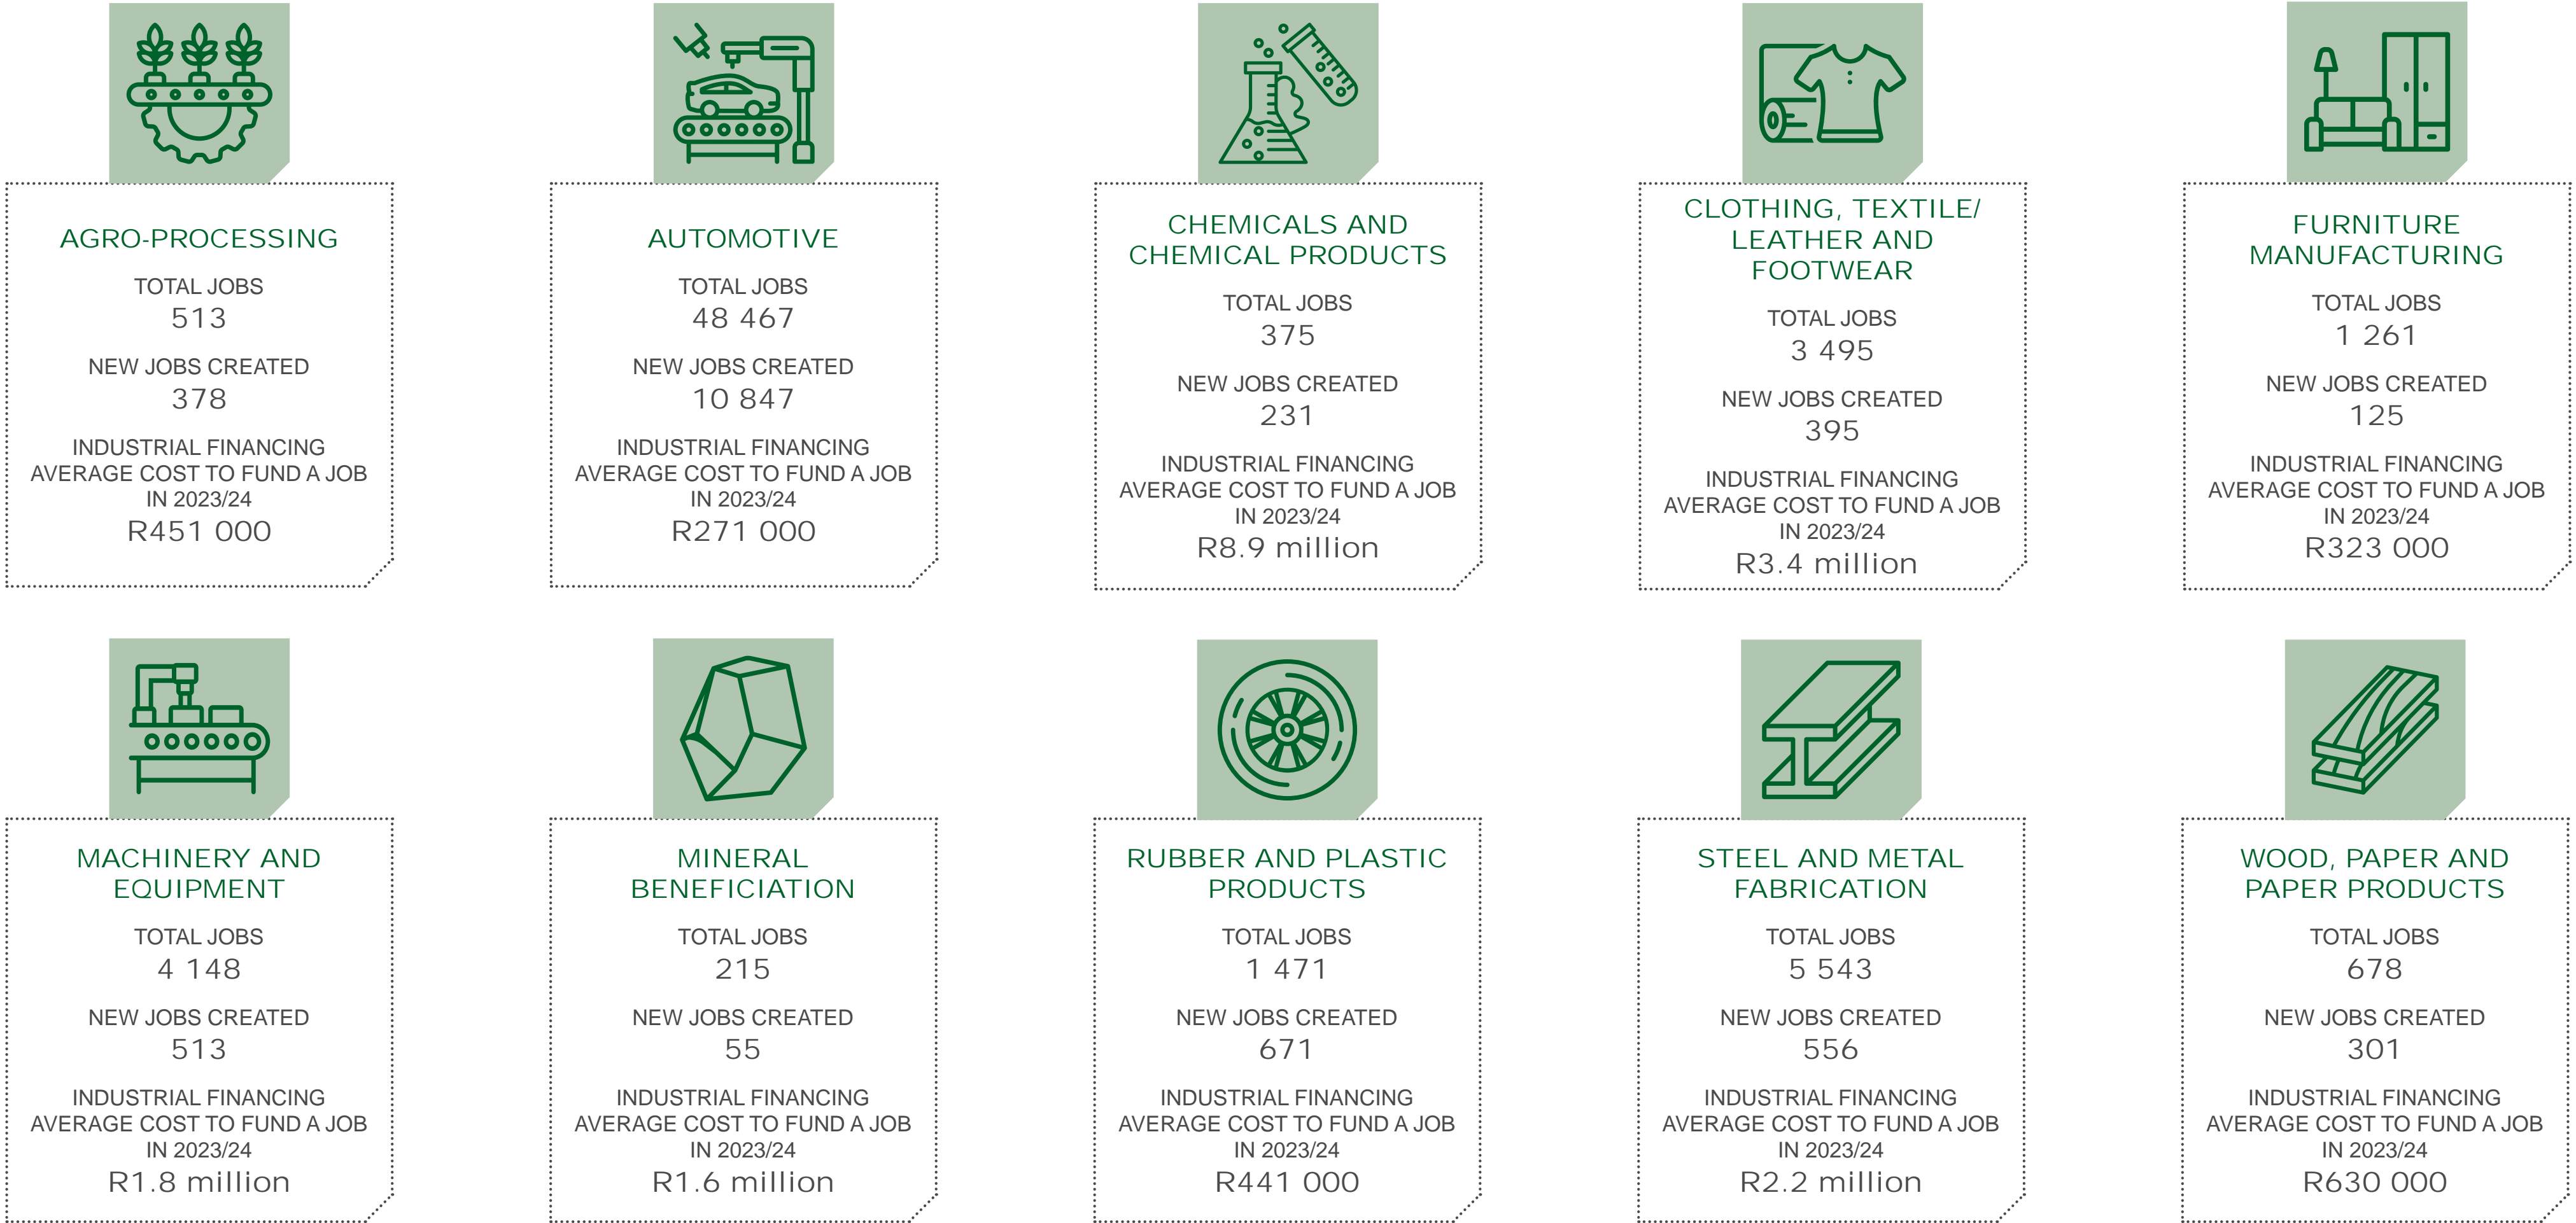 AGRO-PROCESSING
TOTAL JOBS
513
NEW JOBS CREATED
378
INDUSTRIAL FINANCING
AVERAGE COST TO FUND A JOB
IN 2023/24
R451 000
AUTOMOTIVE
TOTAL JOBS
48 467
NEW JOBS CREATED
10 847
INDUSTRIAL FINANCING
AVERAGE COST TO FUND A JOB
IN 2023/24
R271 000
CHEMICALS AND
CHEMICAL PRODUCTS
TOTAL JOBS
375
NEW JOBS CREATED
231
INDUSTRIAL FINANCING
AVERAGE COST TO FUND A JOB
IN 2023/24
R8.9 million
CLOTHING, TEXTILE/
LEATHER AND
FOOTWEAR
TOTAL JOBS
3 495
NEW JOBS CREATED
395
INDUSTRIAL FINANCING
AVERAGE COST TO FUND A JOB
IN 2023/24
R3.4 million
FURNITURE
MANUFACTURING
TOTAL JOBS
1 261
NEW JOBS CREATED
125
INDUSTRIAL FINANCING
AVERAGE COST TO FUND A JOB
IN 2023/24
R323 000
MACHINERY AND
EQUIPMENT
TOTAL JOBS
4 148
NEW JOBS CREATED
513
INDUSTRIAL FINANCING
AVERAGE COST TO FUND A JOB
IN 2023/24
R1.8 million
MINERAL
BENEFICIATION
TOTAL JOBS
215
NEW JOBS CREATED
55
INDUSTRIAL FINANCING
AVERAGE COST TO FUND A JOB
IN 2023/24
R1.6 million
RUBBER AND PLASTIC
PRODUCTS
TOTAL JOBS
1 471
NEW JOBS CREATED
671
INDUSTRIAL FINANCING
AVERAGE COST TO FUND A JOB
IN 2023/24
R441 000
STEEL AND METAL
FABRICATION
TOTAL JOBS
5 543
NEW JOBS CREATED
556
INDUSTRIAL FINANCING
AVERAGE COST TO FUND A JOB
IN 2023/24
R2.2 million
WOOD, PAPER AND
PAPER PRODUCTS
TOTAL JOBS
678
NEW JOBS CREATED
301
INDUSTRIAL FINANCING
AVERAGE COST TO FUND A JOB
IN 2023/24
R630 000